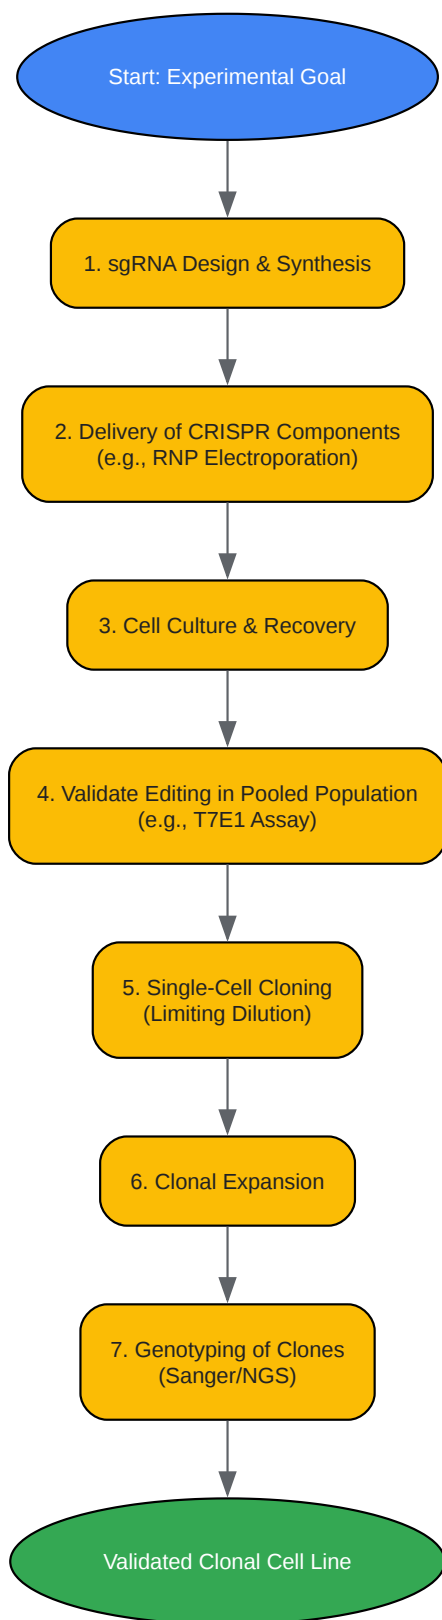 Start: Experimental Goal
1. sgRNA Design & Synthesis
2. Delivery of CRISPR Components
(e.g., RNP Electroporation)
3. Cell Culture & Recovery
4. Validate Editing in Pooled Population
(e.g., T7E1 Assay)
5. Single-Cell Cloning
(Limiting Dilution)
6. Clonal Expansion
7. Genotyping of Clones
(Sanger/NGS)
Validated Clonal Cell Line